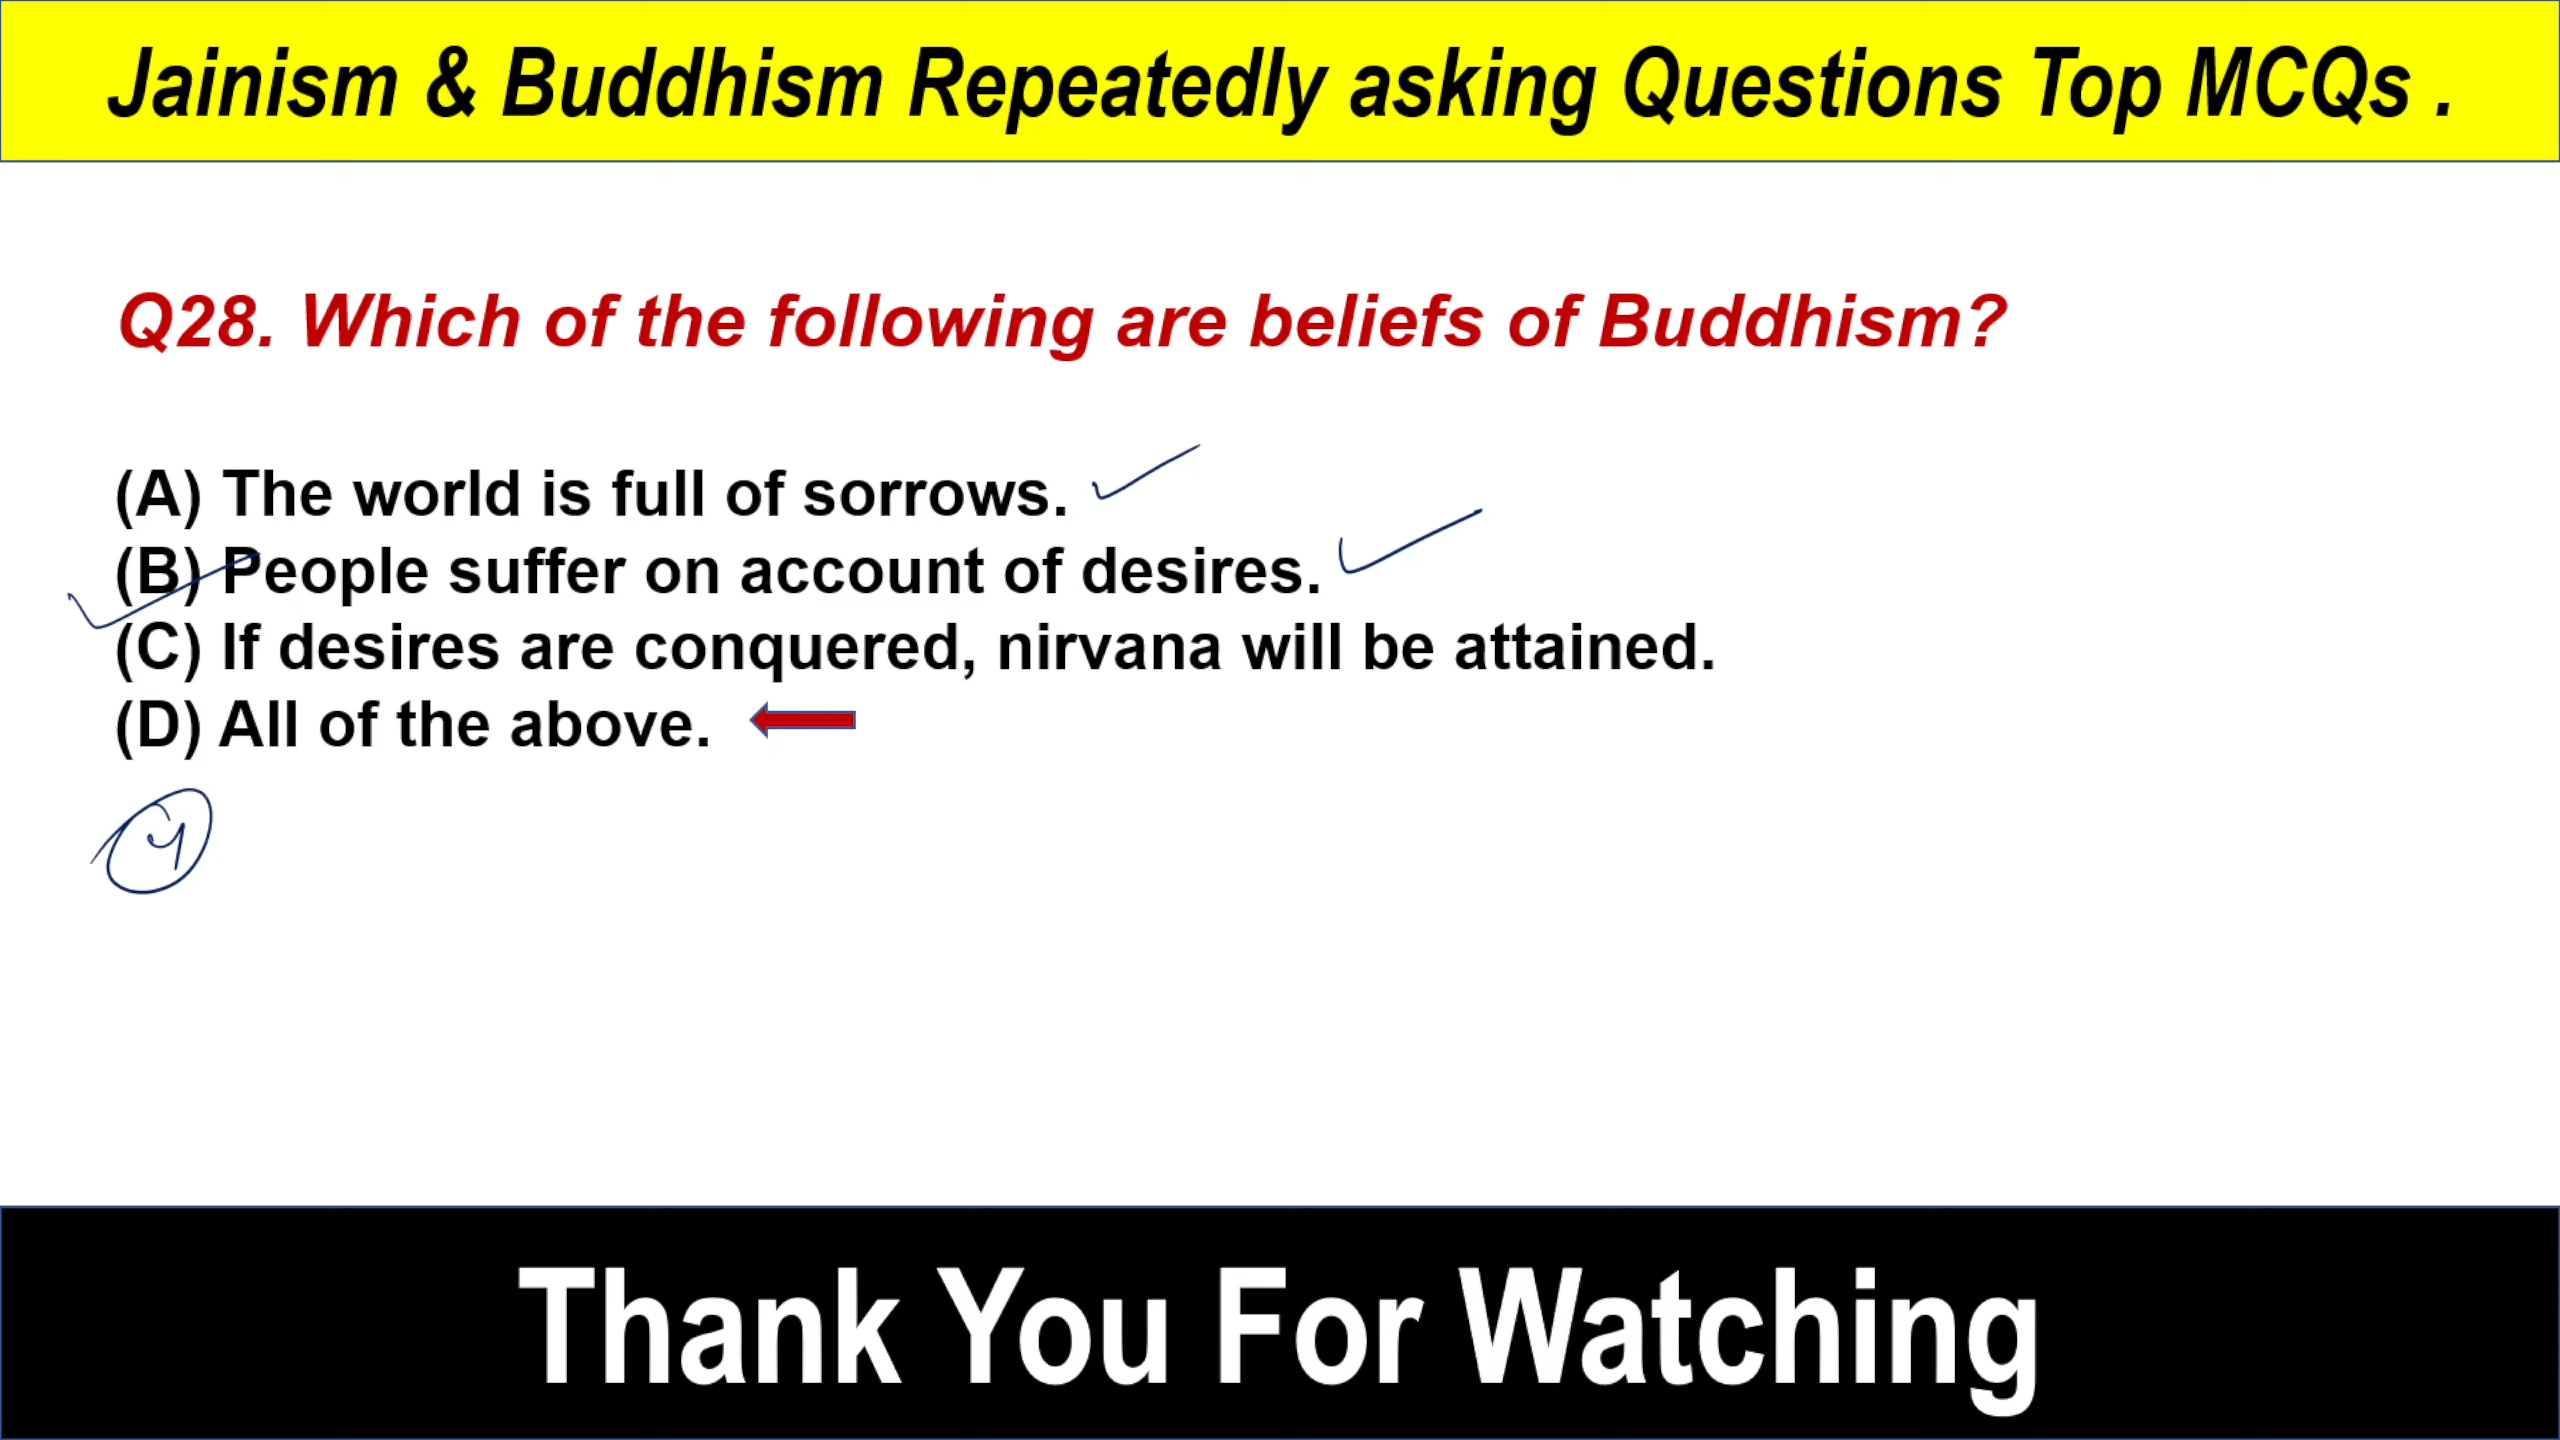 Jainism & Buddhism Repeatedly asking Questions Top MCQs .
Q28. Which of the following are beliefs of Buddhism?
(A) The world is full of sorrows.
(B) People suffer on account of desires.
(C) If desires are conquered, nirvana will be attained.
(D) All of the above.
Thank You For Watching